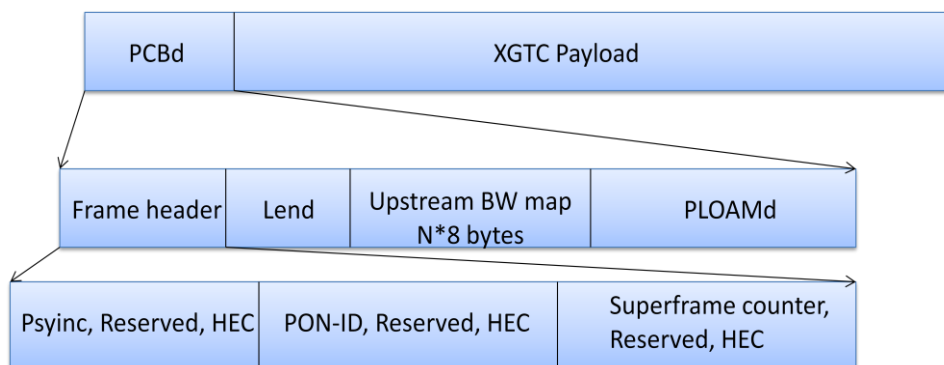 PCBd
XGTC Payload
Frame header
Lend
Upstream BW map
N*8 bytes
PLOAMd
Psyinc, Reserved, HEC
PON-ID, Reserved, HEC
Superframe counter,
Reserved, HEC